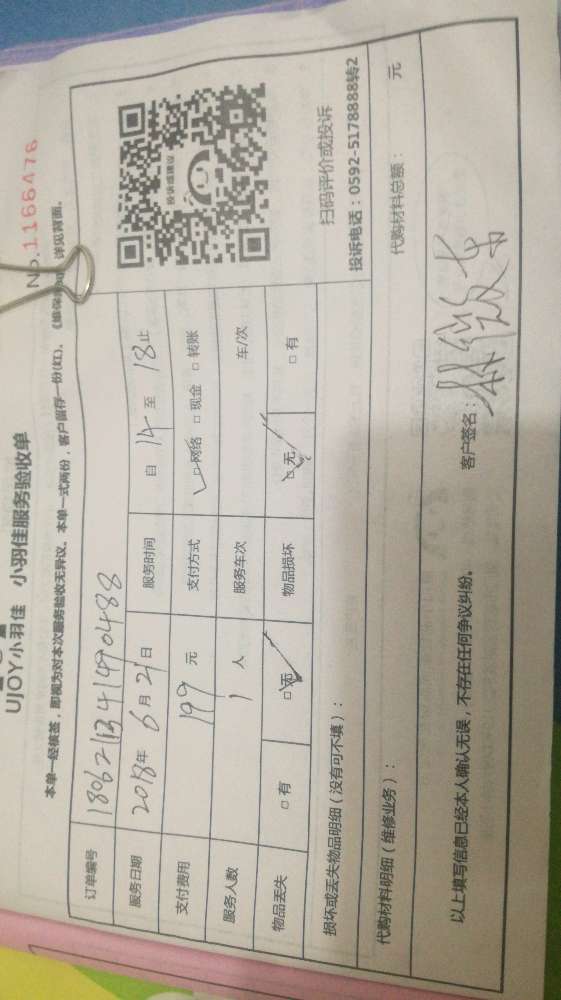 No.1166476
UJOY小羽佳 小羽佳服务验收单
本单一经核签，即视为对本次服务验收无异议。本单一式两份，客户留存一份(红)。 详见背面。
订单编号 1806211341490488
服务日期 2018年6月21日 服务时间 自 14 至 18 止
支付费用 199 元 支付方式 ☑网络 □现金 □转账
服务人数 1 人 服务车次 车/次
物品丢失 □有 ☑无 物品损坏 ☑无 □有
投诉或建议
扫码评价或投诉
投诉电话：0592-5178888转2
损坏或丢失物品明细（没有可不填）：
代购材料明细（维修业务）： 代购材料总额： 元
以上填写信息已经本人确认无误，不存在任何争议纠纷。 客户签名：